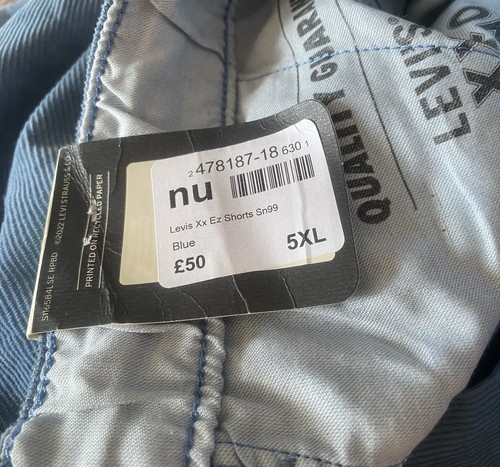 2 478187-18 630 1
nu
Levis Xx Ez Shorts Sn99
Blue
£50
5XL
PRINTED ON RECYCLED PAPER
©2022 LEVI STRAUSS & CO.
QUALITY
LEVI'S®
XX